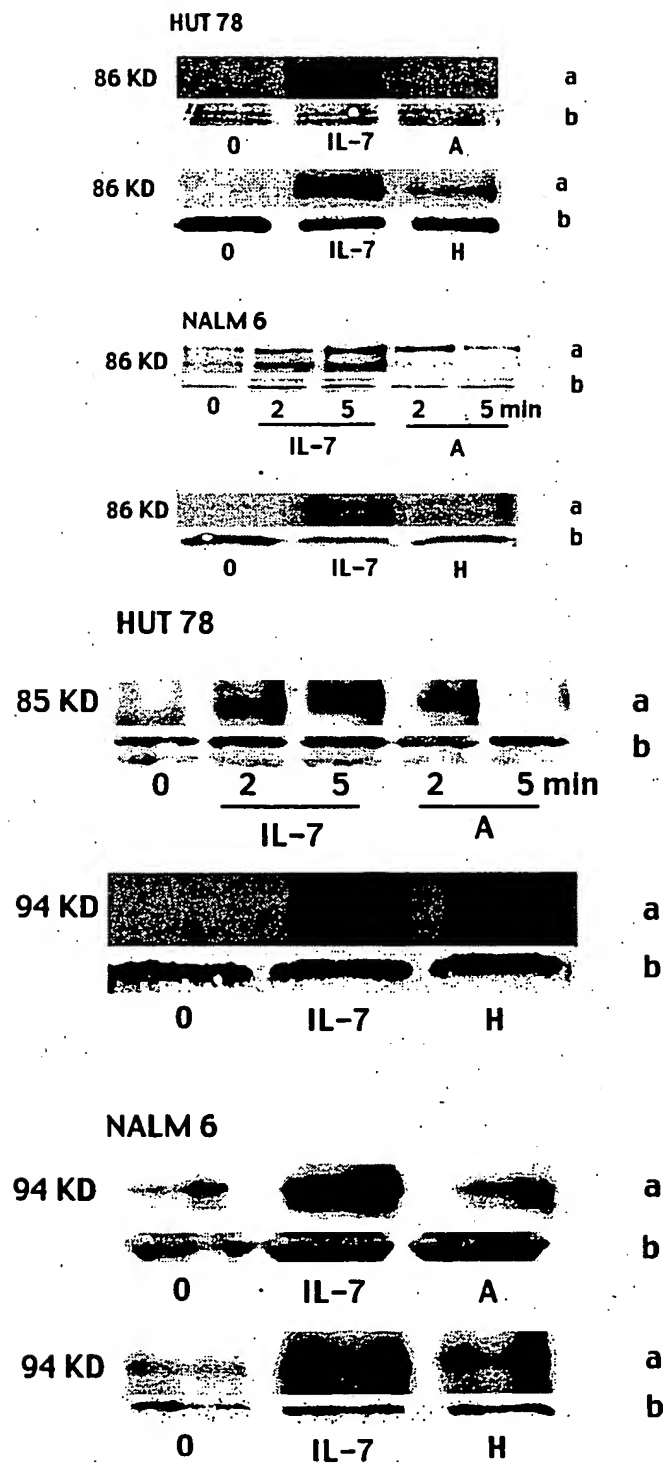 HUT 78
86 KD a
b
0 IL-7 A
86 KD a
b
0 IL-7 H
NALM 6
86 KD a
b
0 2 5 2 5 min
IL-7 A
86 KD a
b
0 IL-7 H
HUT 78
85 KD a
b
0 2 5 2 5 min
IL-7 A
94 KD a
b
0 IL-7 H
NALM 6
94 KD a
b
0 IL-7 A
94 KD a
b
0 IL-7 H